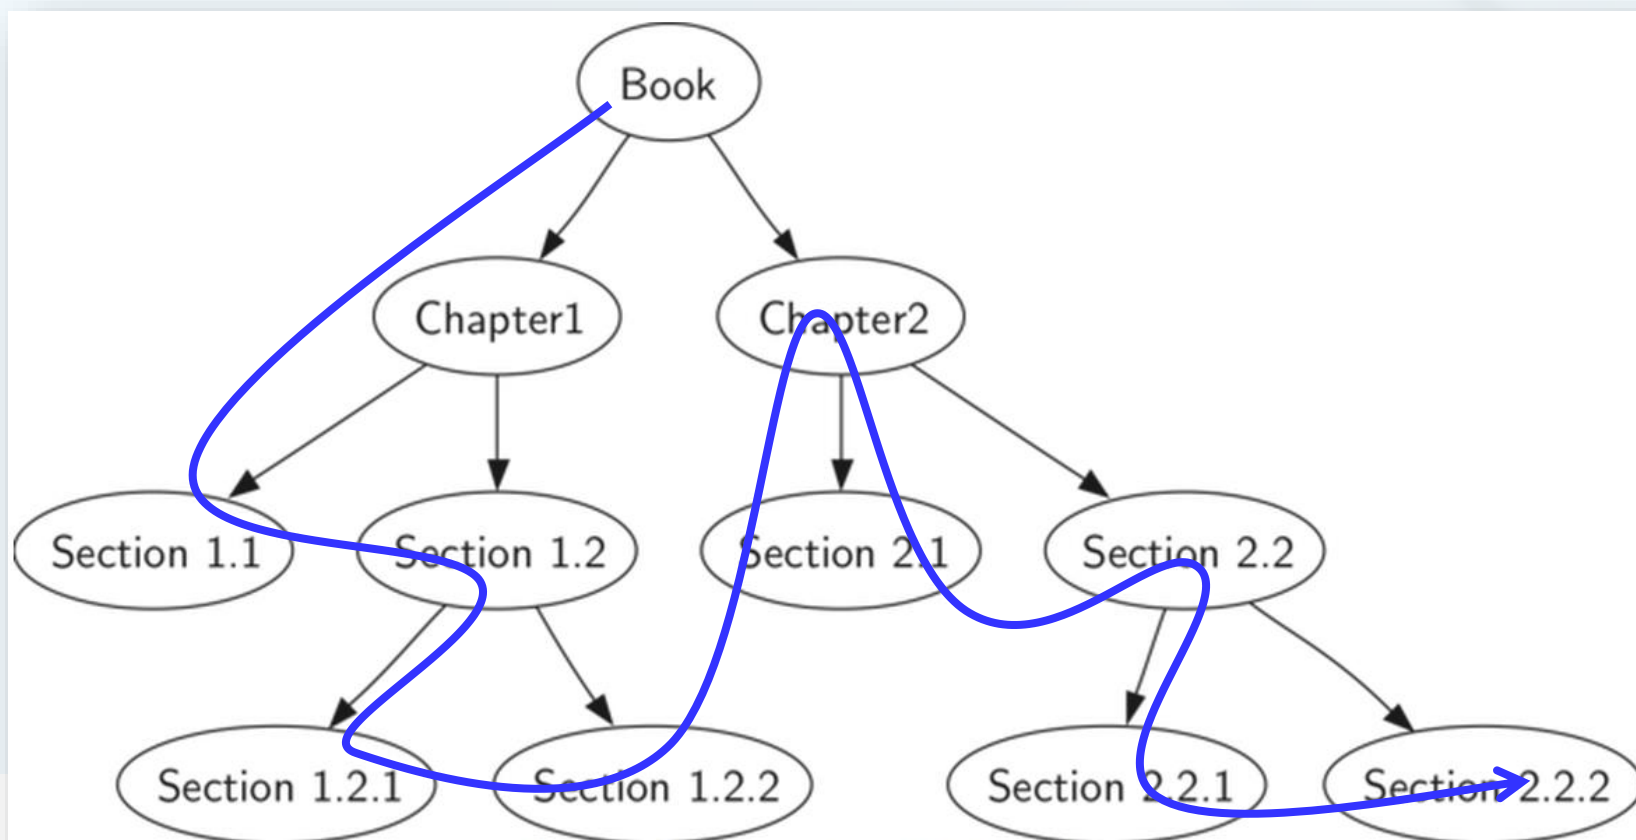 Book
Chapter1 Chapter2
Section 1.1 Section 1.2 Section 2.1 Section 2.2
Section 1.2.1 Section 1.2.2 Section 2.2.1 Section 2.2.2